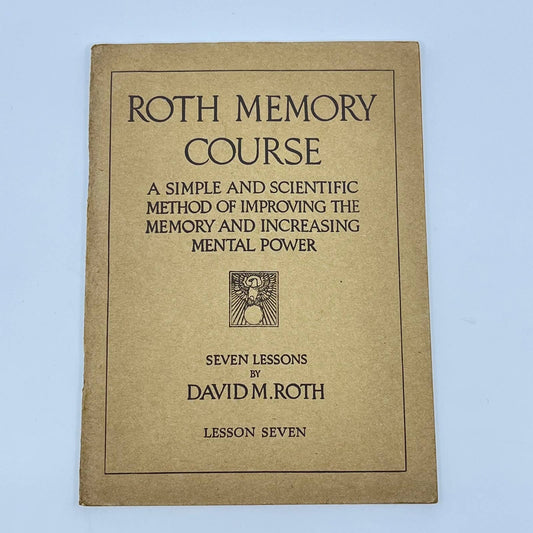 ROTH MEMORY
COURSE
A SIMPLE AND SCIENTIFIC
METHOD OF IMPROVING THE
MEMORY AND INCREASING
MENTAL POWER
SEVEN LESSONS
BY
DAVID M. ROTH
LESSON SEVEN